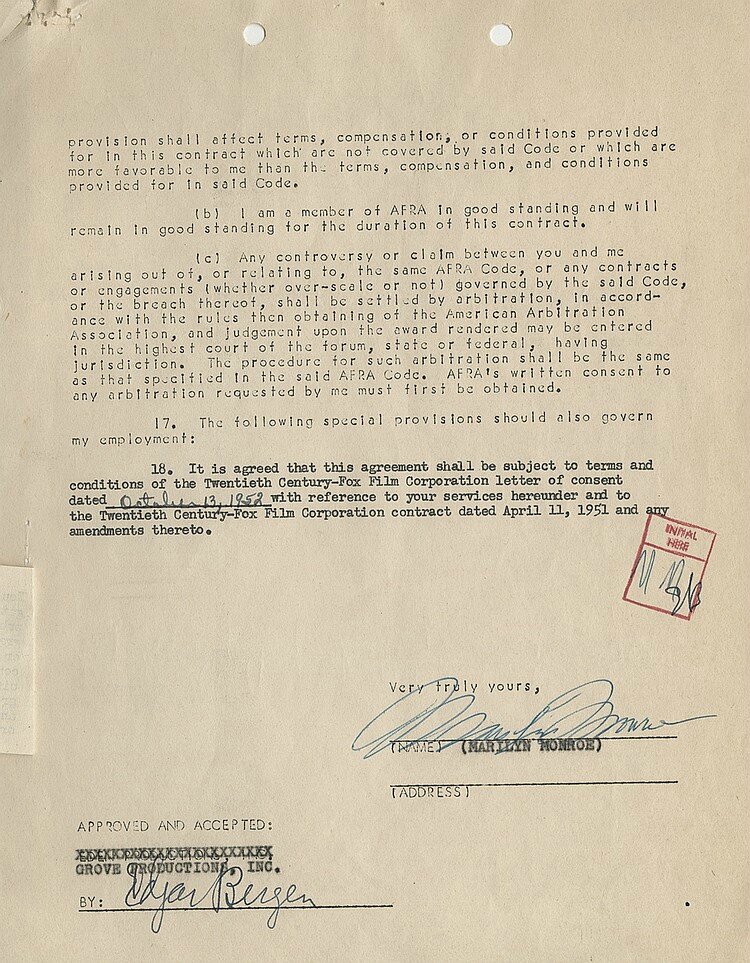 provision shall affect terms, compensation, or conditions provided
for in this contract which are not covered by said Code or which are
more favorable to me than the terms, compensation, and conditions
provided for in said Code.
(b) I am a member of AFRA in good standing and will
remain in good standing for the duration of this contract.
(c) Any controversy or claim between you and me
arising out of, or relating to, the same AFRA Code, or any contracts
or engagements (whether over-scale or not) governed by the said Code,
or the breach thereof, shall be settled by arbitration, in accord-
ance with the rules then obtaining of the American Arbitration
Association, and judgement upon the award rendered may be entered
in the highest court of the forum, state or federal, having
jurisdiction. The procedure for such arbitration shall be the same
as that specified in the said AFRA Code. AFRA's written consent to
any arbitration requested by me must first be obtained.
17. The following special provisions should also govern
my employment:
18. It is agreed that this agreement shall be subject to terms and
conditions of the Twentieth Century-Fox Film Corporation letter of consent
dated October 13, 1952 with reference to your services hereunder and to
the Twentieth Century-Fox Film Corporation contract dated April 11, 1951 and any
amendments thereto.
INITIAL
HERE
Very truly yours,
Marilyn Monroe
(NAME) (MARILYN MONROE)
(ADDRESS)
APPROVED AND ACCEPTED:
GROVE PRODUCTIONS, INC.
BY: Edgar Bergen